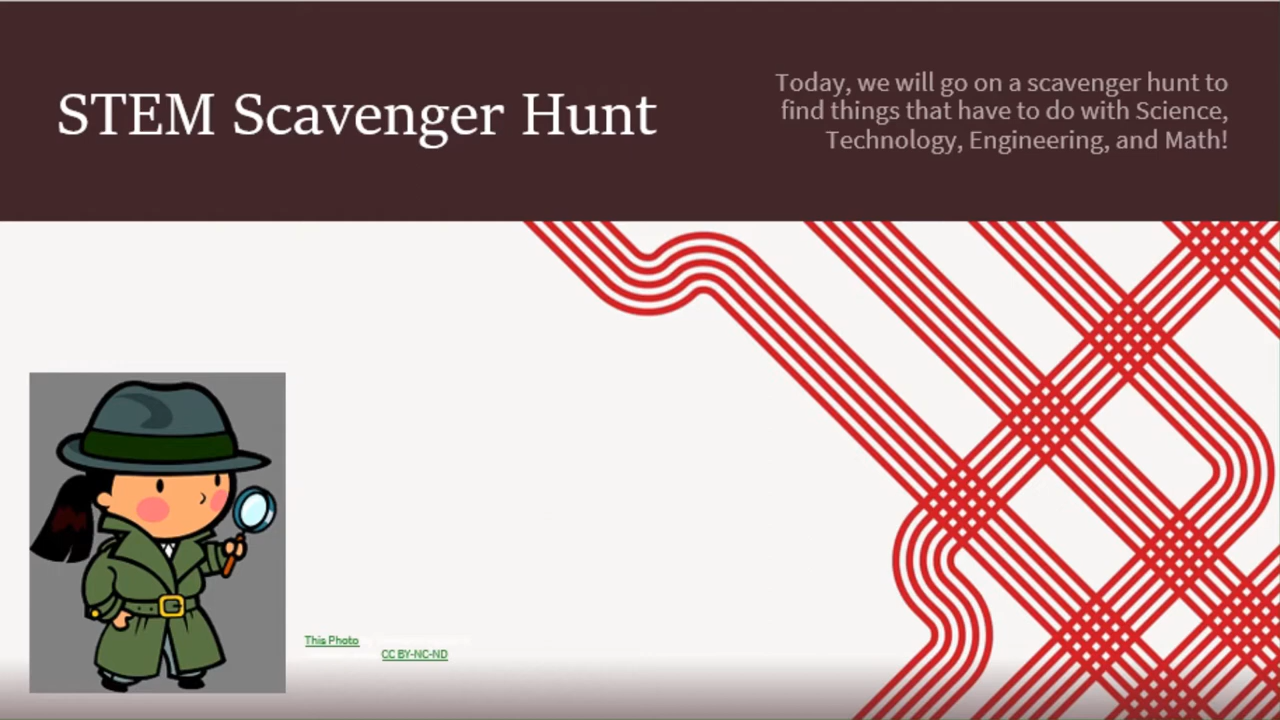 STEM Scavenger Hunt
Today, we will go on a scavenger hunt to
find things that have to do with Science,
Technology, Engineering, and Math!
This Photo
CC BY-NC-ND